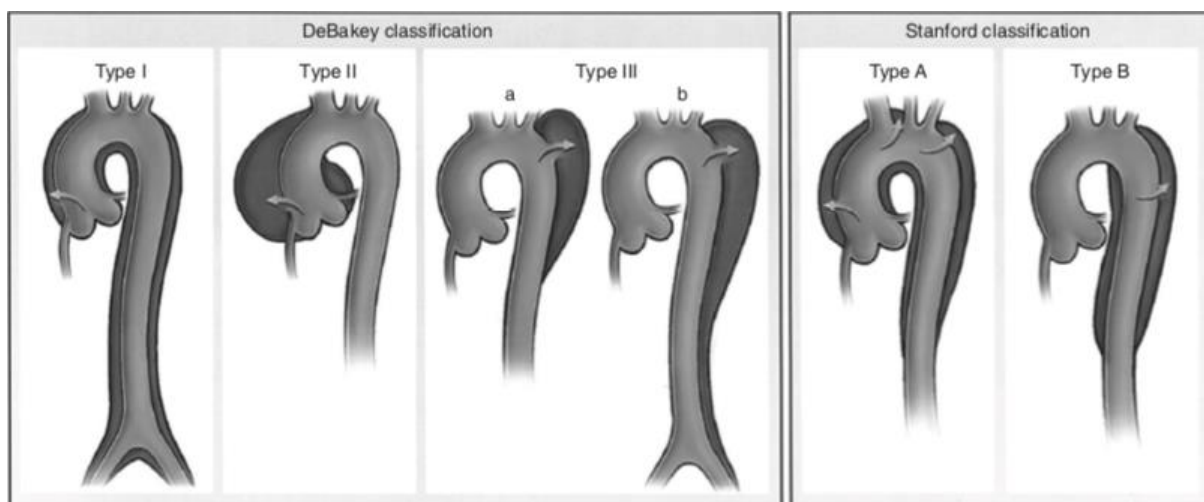 DeBakey classification
Type I
Type II
Type III
a
b
Stanford classification
Type A
Type B